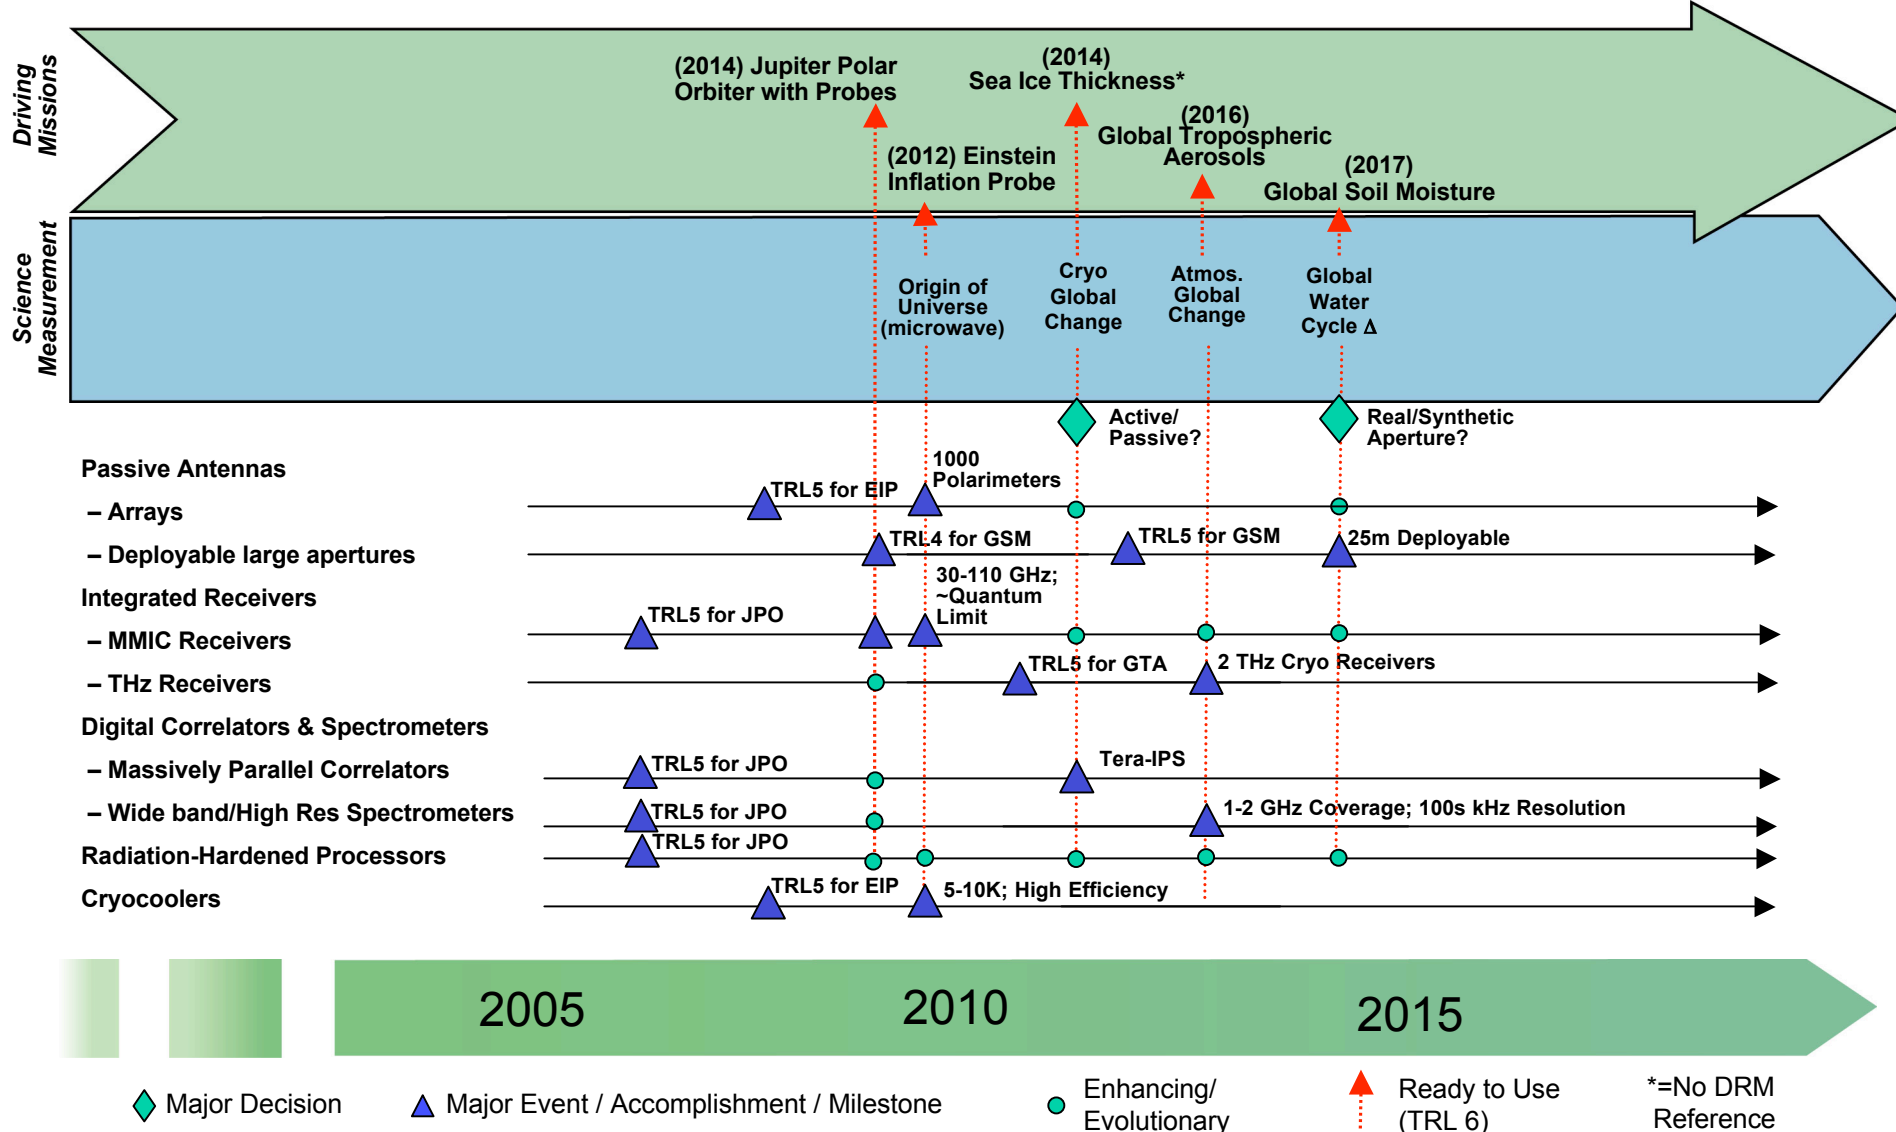 Driving
Missions
(2014) Jupiter Polar
Orbiter with Probes
(2014)
Sea Ice Thickness*
(2016)
Global Tropospheric
Aerosols
(2012) Einstein
Inflation Probe
(2017)
Global Soil Moisture
Science
Measurement
Origin of
Universe
(microwave)
Cryo
Global
Change
Atmos.
Global
Change
Global
Water
Cycle Δ
Active/
Passive?
Real/Synthetic
Aperture?
Passive Antennas
– Arrays
TRL5 for EIP
1000
Polarimeters
– Deployable large apertures
TRL4 for GSM
TRL5 for GSM
25m Deployable
Integrated Receivers
– MMIC Receivers
TRL5 for JPO
30-110 GHz;
~Quantum
Limit
– THz Receivers
TRL5 for GTA
2 THz Cryo Receivers
Digital Correlators & Spectrometers
– Massively Parallel Correlators
TRL5 for JPO
Tera-IPS
– Wide band/High Res Spectrometers
TRL5 for JPO
1-2 GHz Coverage; 100s kHz Resolution
Radiation-Hardened Processors
TRL5 for JPO
Cryocoolers
TRL5 for EIP
5-10K; High Efficiency
2005
2010
2015
Major Decision
Major Event / Accomplishment / Milestone
Enhancing/
Evolutionary
Ready to Use
(TRL 6)
*=No DRM
Reference